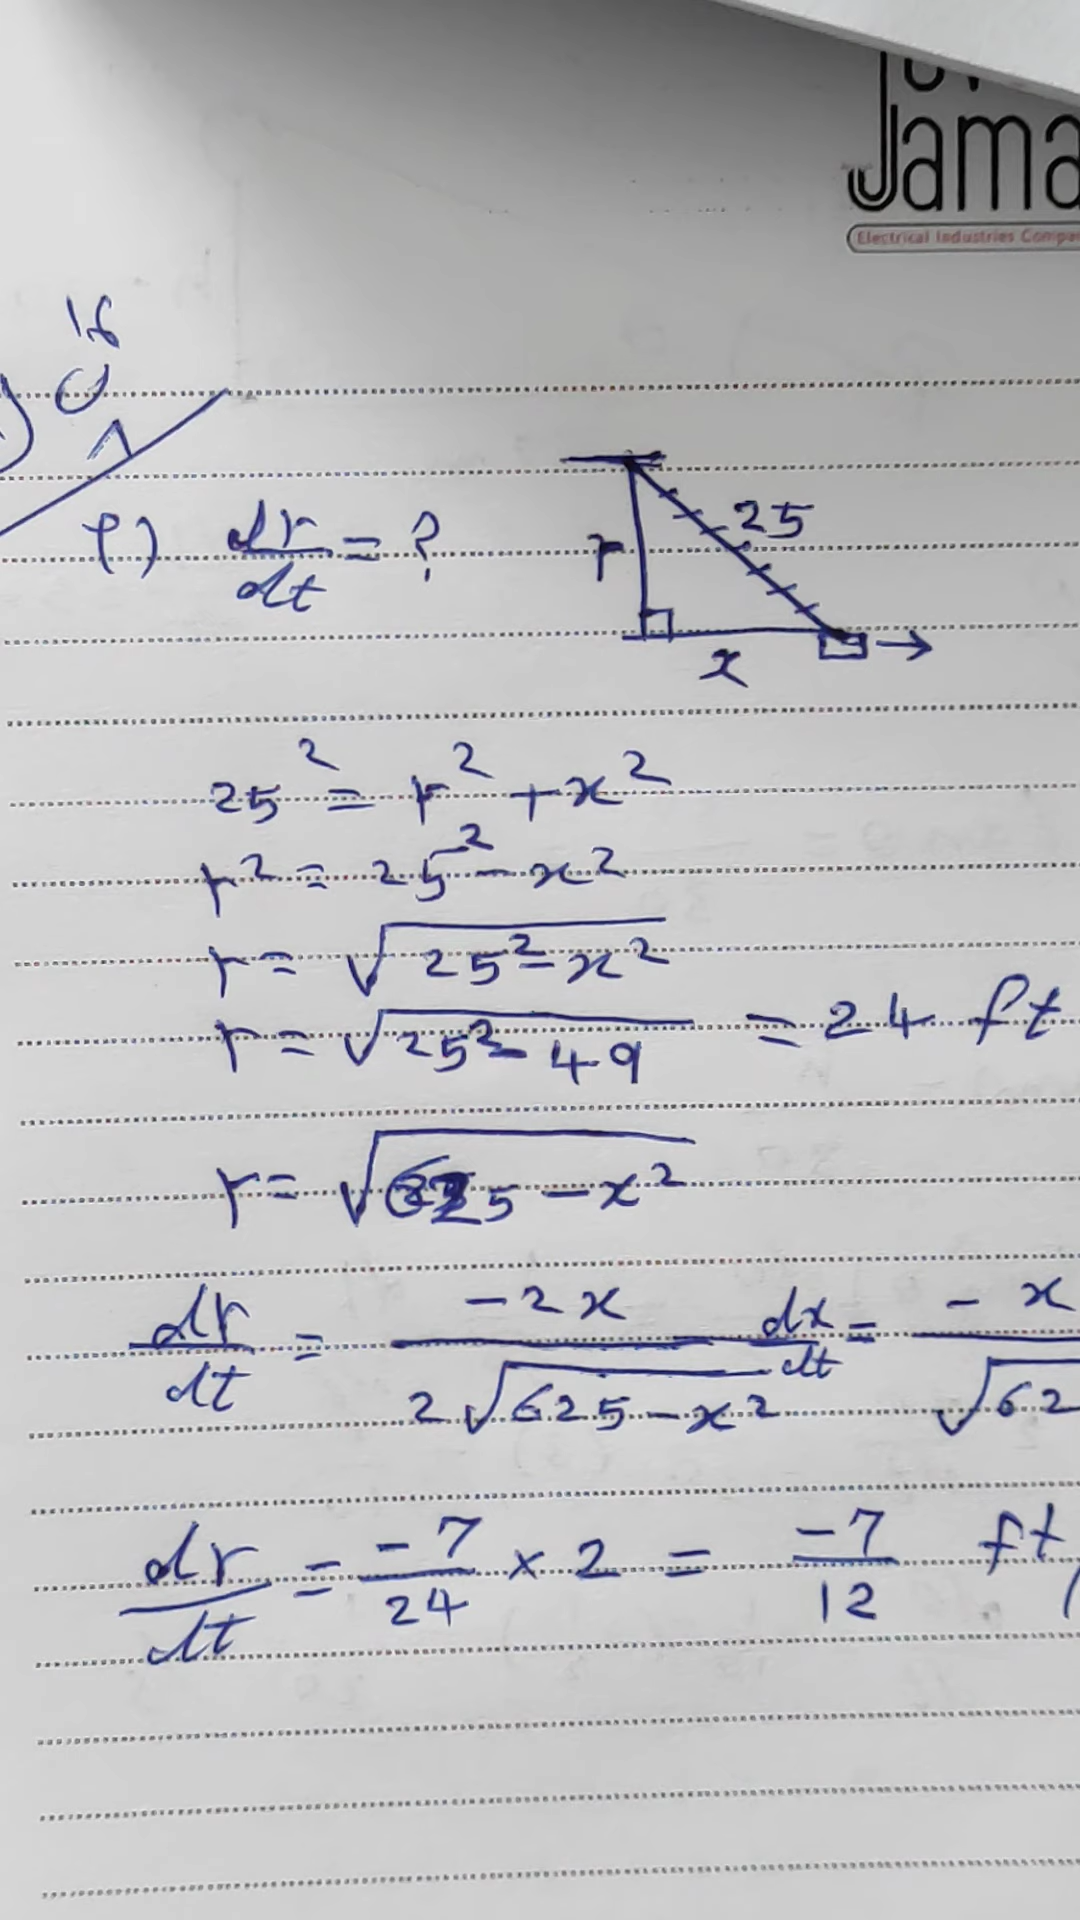 Jama
Electrical Industries Compa
16
P) dr/dt = ?
r
25
x
25² = r² + x²
r² = 25² - x²
r = √(25² - x²)
r = √(25² - 49) = 24 ft
r = √(625 - x²)
dr/dt = -2x / 2√(625 - x²) dx/dt = - x / √62
dr/dt = -7/24 × 2 = -7/12 ft